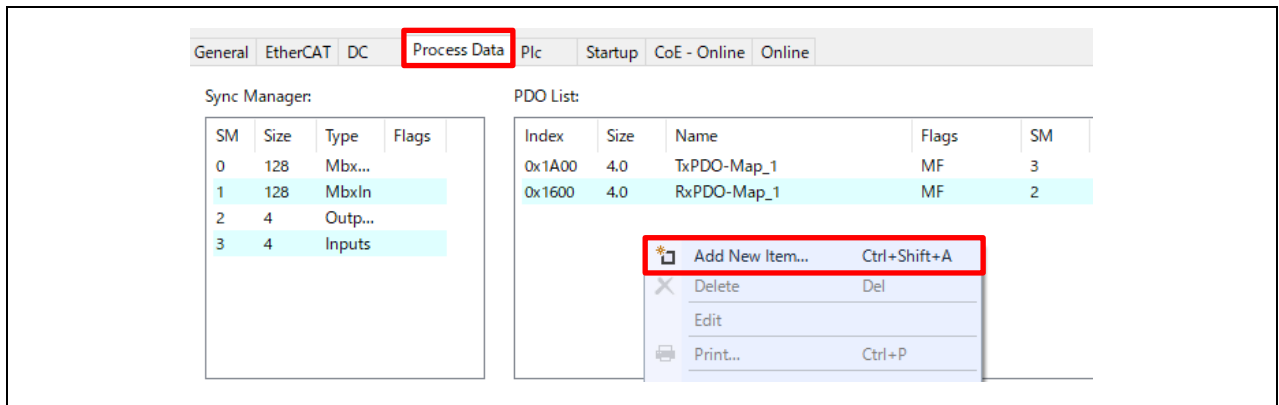 General EtherCAT DC Process Data Plc Startup CoE - Online Online
Sync Manager: PDO List:
SM Size Type Flags Index Size Name Flags SM
0 128 Mbx... 0x1A00 4.0 TxPDO-Map_1 MF 3
1 128 MbxIn 0x1600 4.0 RxPDO-Map_1 MF 2
2 4 Outp...
3 4 Inputs
Add New Item... Ctrl+Shift+A
Delete Del
Edit
Print... Ctrl+P